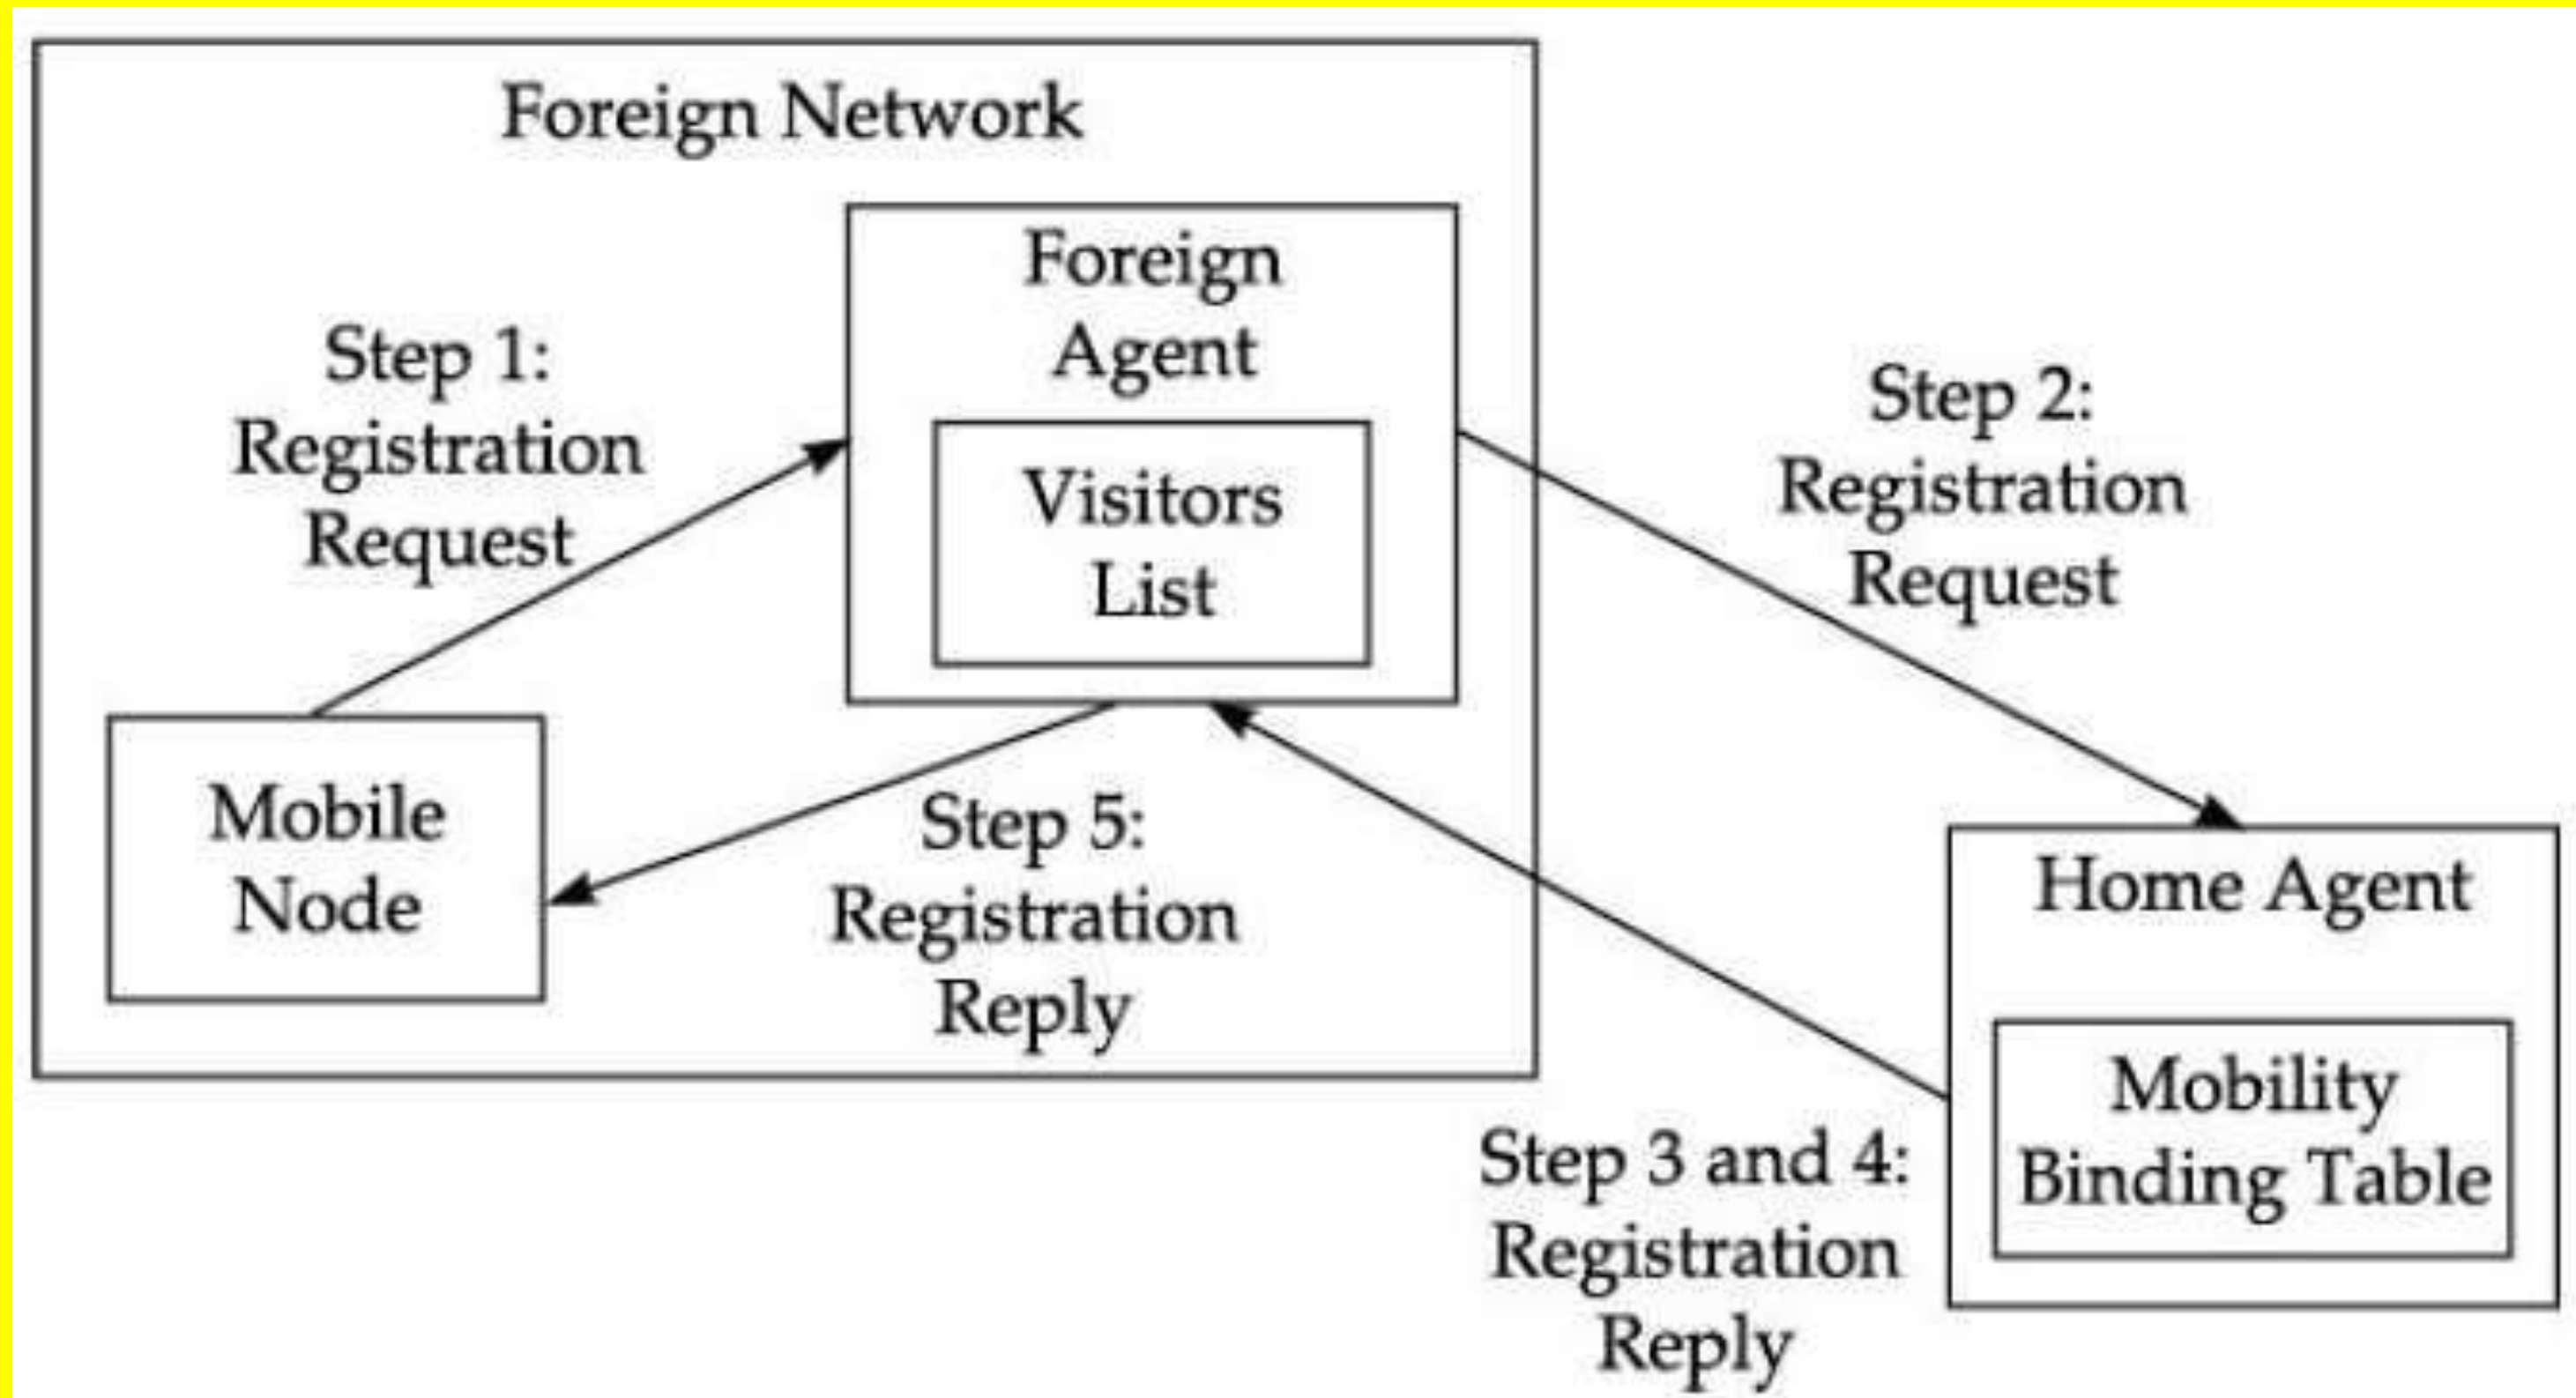 Foreign Network
Foreign
Agent
Visitors
List
Step 1:
Registration
Request
Step 2:
Registration
Request
Mobile
Node
Step 5:
Registration
Reply
Home Agent
Mobility
Binding Table
Step 3 and 4:
Registration
Reply